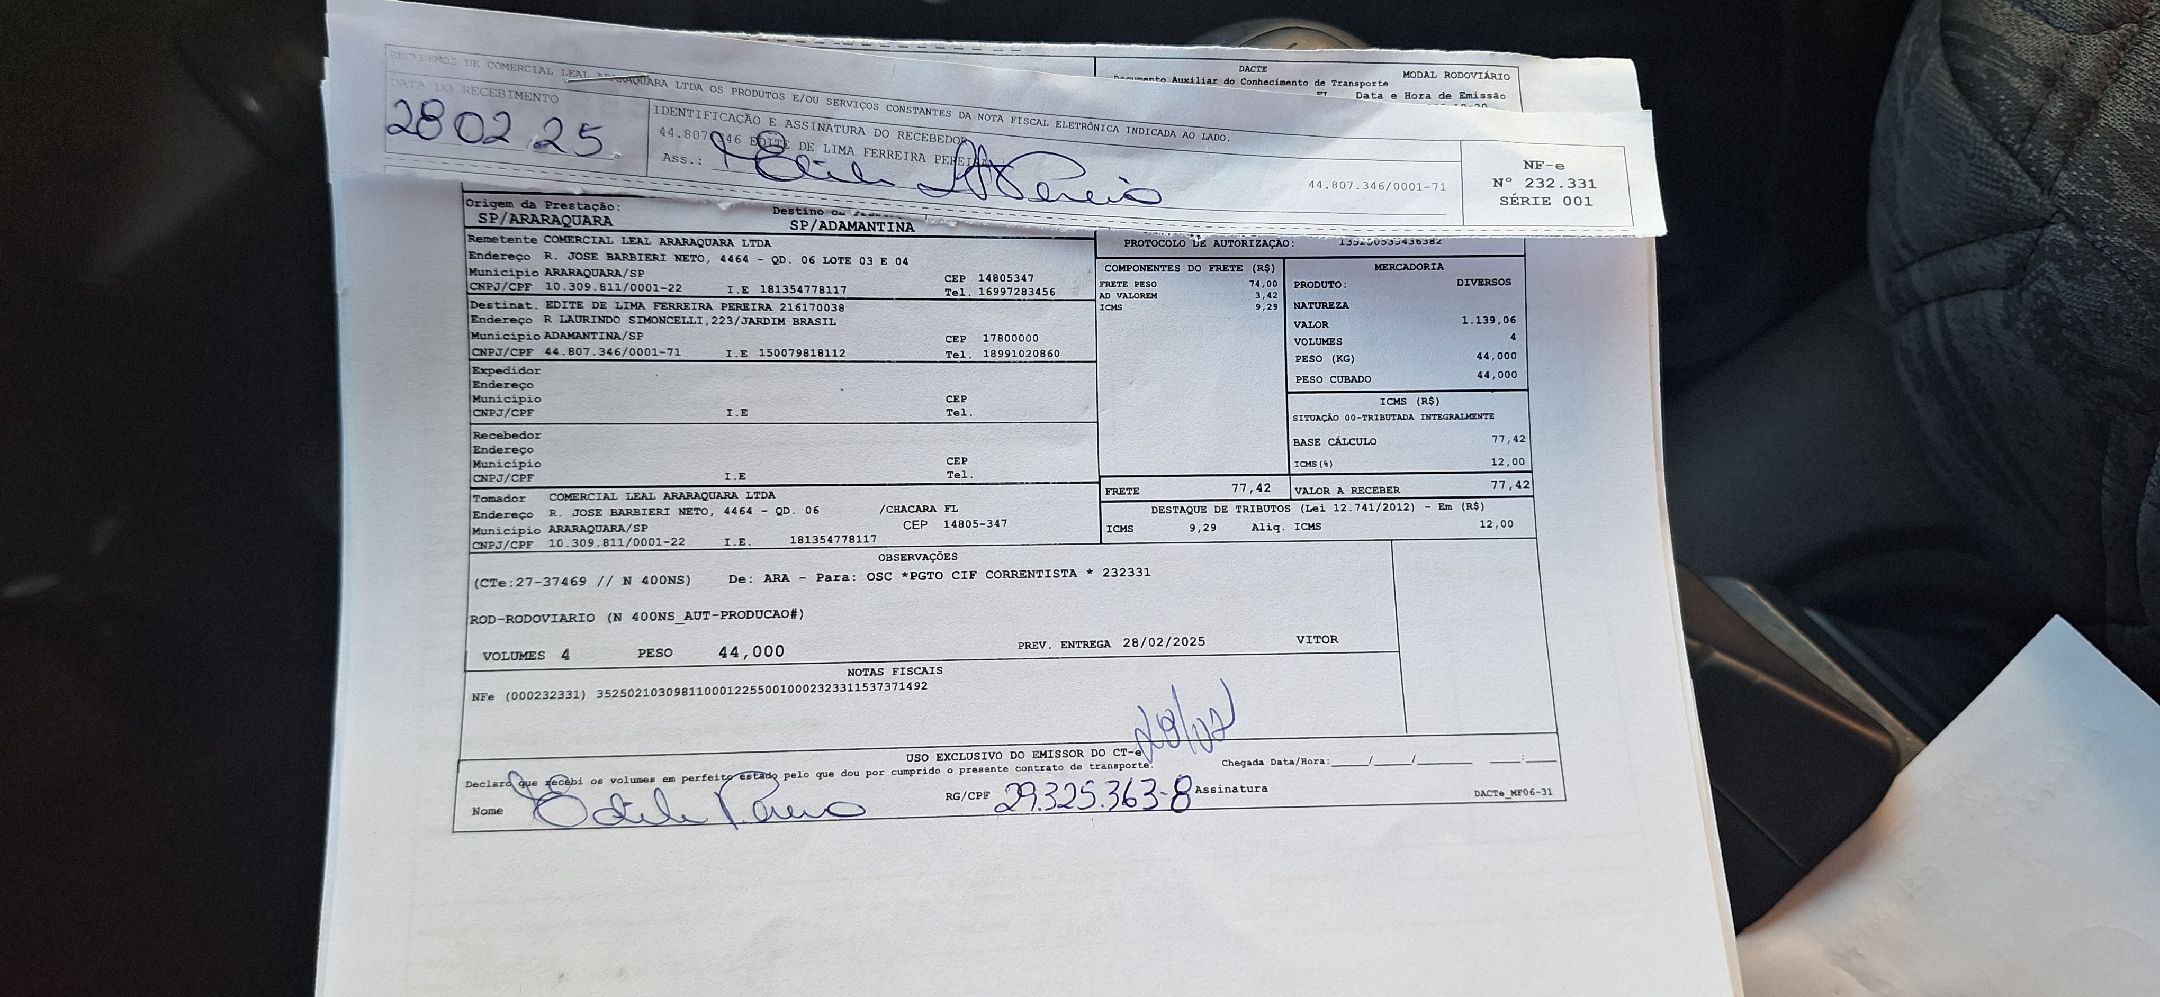 RECEBEMOS DE COMERCIAL LEAL ARARAQUARA LTDA OS PRODUTOS E/OU SERVIÇOS CONSTANTES DA NOTA FISCAL ELETRÔNICA INDICADA AO LADO.
DATA DO RECEBIMENTO
28 02 25
IDENTIFICAÇÃO E ASSINATURA DO RECEBEDOR
EDITE DE LIMA FERREIRA PEREIRA
Ass.:
44.807.346/0001-71
NF-e
Nº 232.331
SÉRIE 001
DACTE
Auxiliar do Conhecimento de Transporte
MODAL RODOVIÁRIO
Data e Hora de Emissão
Origem da Prestação:
SP/ARARAQUARA
Destino
SP/ADAMANTINA
Remetente COMERCIAL LEAL ARARAQUARA LTDA
Endereço R. JOSE BARBIERI NETO, 4464 - QD. 06 LOTE 03 E 04
Município ARARAQUARA/SP CEP 14805347
CNPJ/CPF 10.309.811/0001-22 I.E 181354778117 Tel. 16997283456
Destinat. EDITE DE LIMA FERREIRA PEREIRA 216170038
Endereço R LAURINDO SIMONCELLI,223/JARDIM BRASIL
Município ADAMANTINA/SP CEP 17800000
CNPJ/CPF 44.807.346/0001-71 I.E 150079818112 Tel. 18991020860
Expedidor
Endereço
Município CEP
CNPJ/CPF I.E Tel.
Recebedor
Endereço
Município CEP
CNPJ/CPF I.E Tel.
Tomador COMERCIAL LEAL ARARAQUARA LTDA
Endereço R. JOSE BARBIERI NETO, 4464 - QD. 06 /CHACARA FL
Município ARARAQUARA/SP CEP 14805-347
CNPJ/CPF 10.309.811/0001-22 I.E. 181354778117
PROTOCOLO DE AUTORIZAÇÃO:
COMPONENTES DO FRETE (R$)
FRETE PESO 74,00
AD VALOREM 3,42
ICMS 9,29
MERCADORIA
PRODUTO: DIVERSOS
NATUREZA
VALOR 1.139,06
VOLUMES 4
PESO (KG) 44,000
PESO CUBADO 44,000
ICMS (R$)
SITUAÇÃO 00-TRIBUTADA INTEGRALMENTE
BASE CÁLCULO 77,42
ICMS(%) 12,00
FRETE 77,42 VALOR A RECEBER 77,42
DESTAQUE DE TRIBUTOS (Lei 12.741/2012) - Em (R$)
ICMS 9,29 Aliq. ICMS 12,00
OBSERVAÇÕES
(CTe:27-37469 // N 400NS) De: ARA - Para: OSC *PGTO CIF CORRENTISTA * 232331
ROD-RODOVIARIO (N 400NS_AUT-PRODUCAO#)
VOLUMES 4 PESO 44,000 PREV. ENTREGA 28/02/2025 VITOR
NOTAS FISCAIS
NFe (000232331) 35250210309811000122550010002323311537371492
28/02
USO EXCLUSIVO DO EMISSOR DO CT-e
Declaro que recebi os volumes em perfeito estado pelo que dou por cumprido o presente contrato de transporte. Chegada Data/Hora:____/____/______ ____:____
Nome RG/CPF 29.325.363-8 Assinatura
DACTe_MF06-31